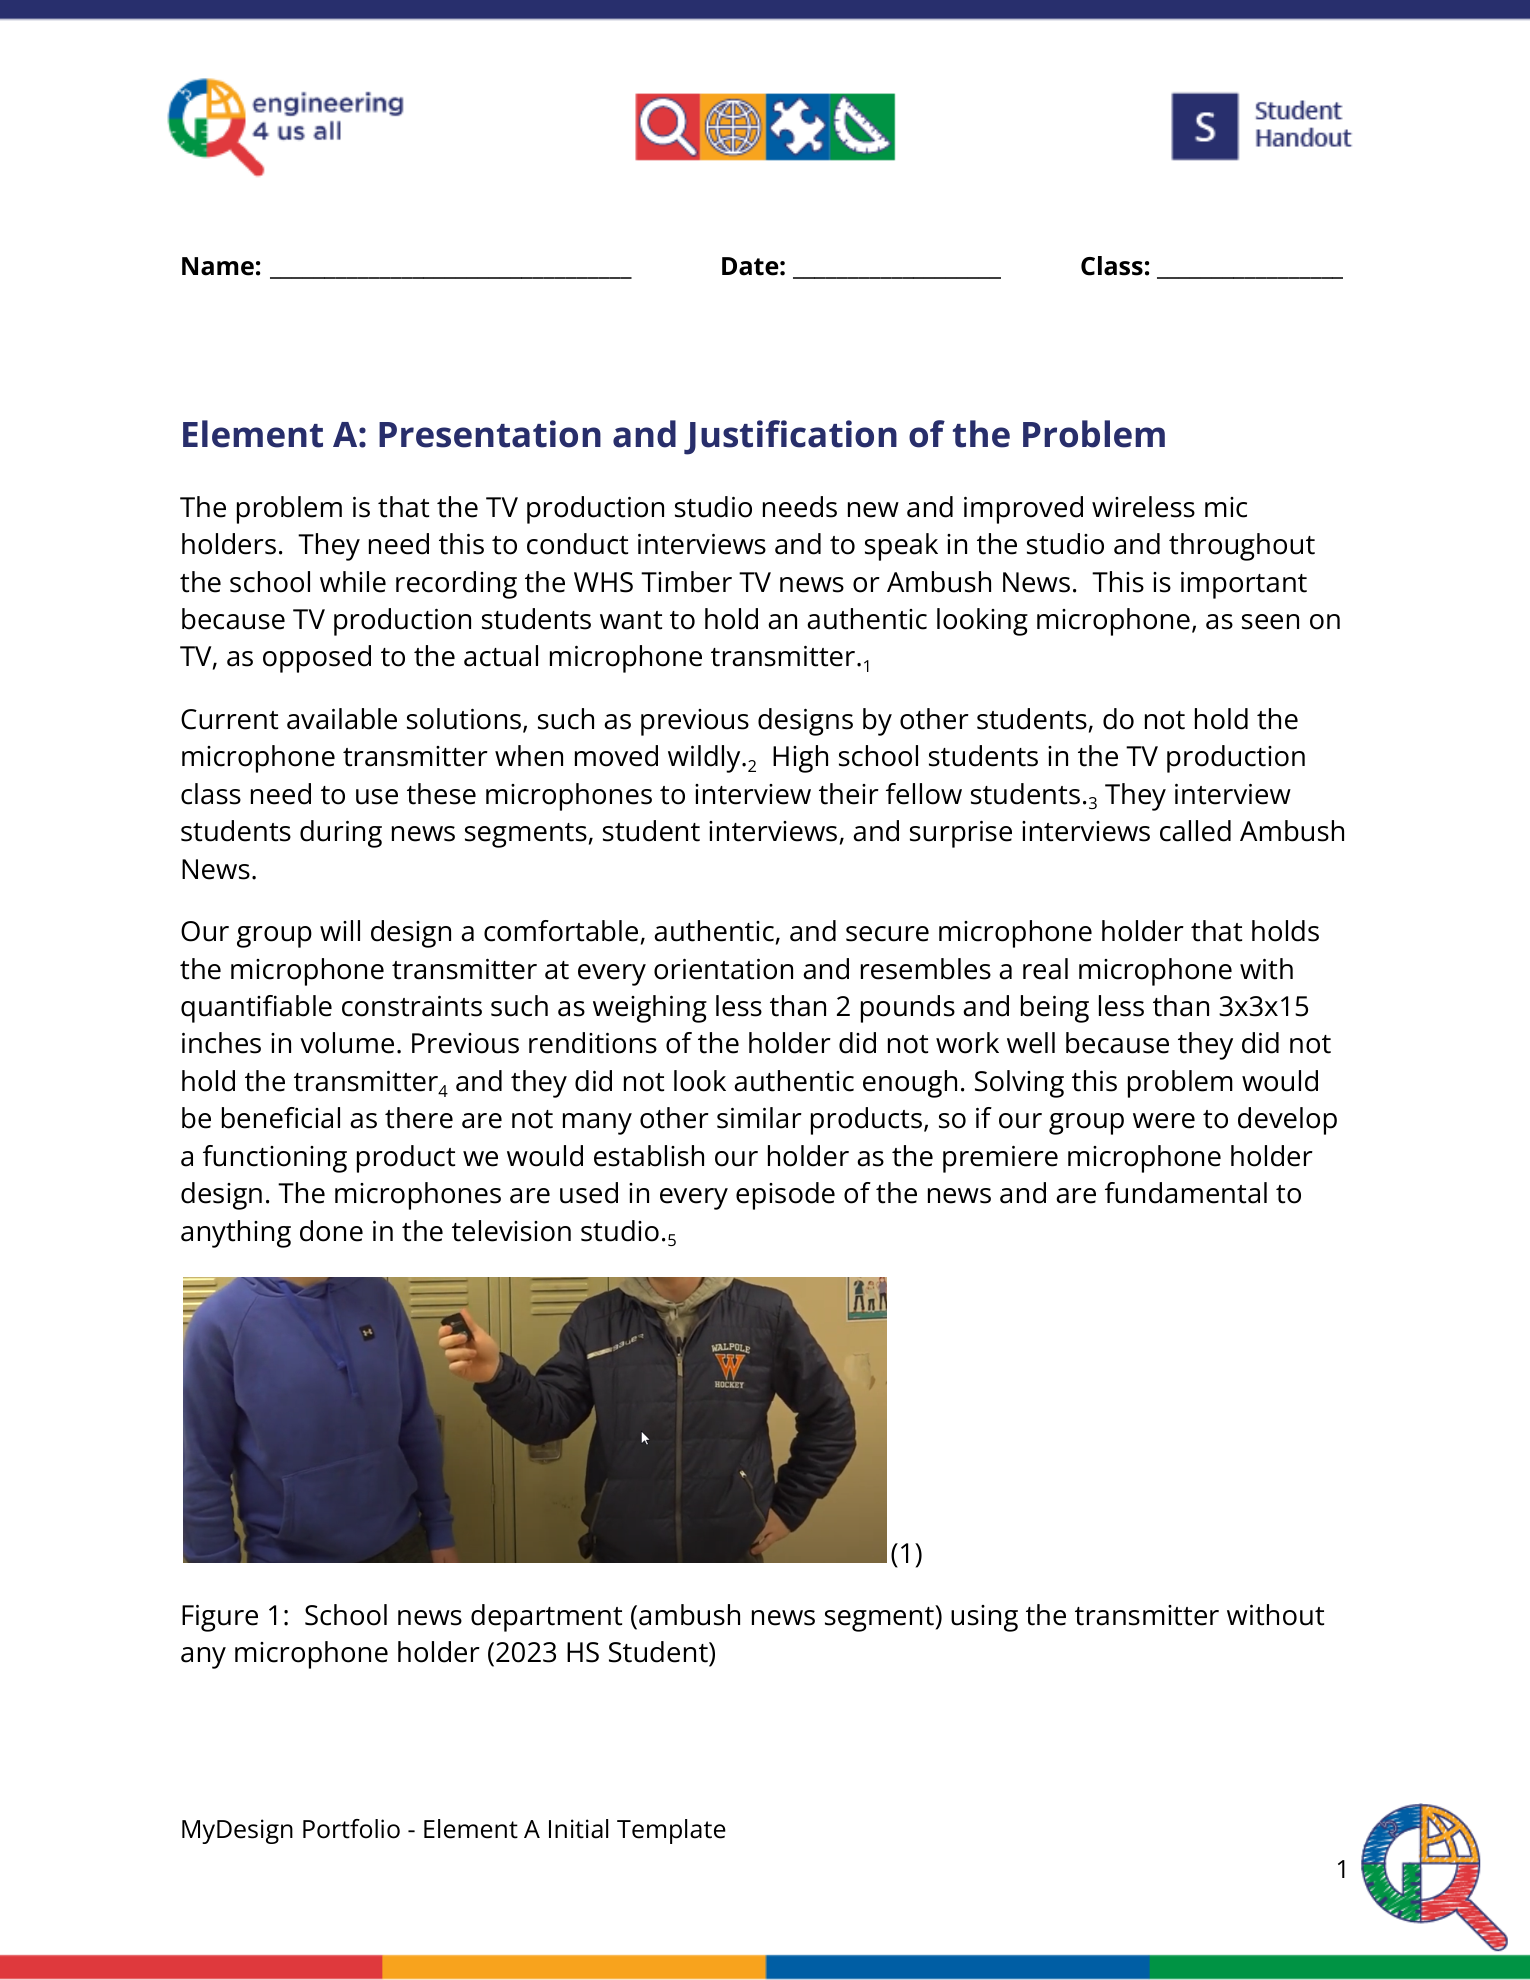 engineering
4 us all
S
Student
Handout
Name: ______________________________ Date: _________________ Class: _______________
Element A: Presentation and Justification of the Problem
The problem is that the TV production studio needs new and improved wireless mic
holders.  They need this to conduct interviews and to speak in the studio and throughout
the school while recording the WHS Timber TV news or Ambush News.  This is important
because TV production students want to hold an authentic looking microphone, as seen on
TV, as opposed to the actual microphone transmitter.1
Current available solutions, such as previous designs by other students, do not hold the
microphone transmitter when moved wildly.2  High school students in the TV production
class need to use these microphones to interview their fellow students.3 They interview
students during news segments, student interviews, and surprise interviews called Ambush
News.
Our group will design a comfortable, authentic, and secure microphone holder that holds
the microphone transmitter at every orientation and resembles a real microphone with
quantifiable constraints such as weighing less than 2 pounds and being less than 3x3x15
inches in volume. Previous renditions of the holder did not work well because they did not
hold the transmitter4 and they did not look authentic enough. Solving this problem would
be beneficial as there are not many other similar products, so if our group were to develop
a functioning product we would establish our holder as the premiere microphone holder
design. The microphones are used in every episode of the news and are fundamental to
anything done in the television studio.5
BAUER
WALPOLE
W
HOCKEY
(1)
Figure 1:  School news department (ambush news segment) using the transmitter without
any microphone holder (2023 HS Student)
MyDesign Portfolio - Element A Initial Template
1